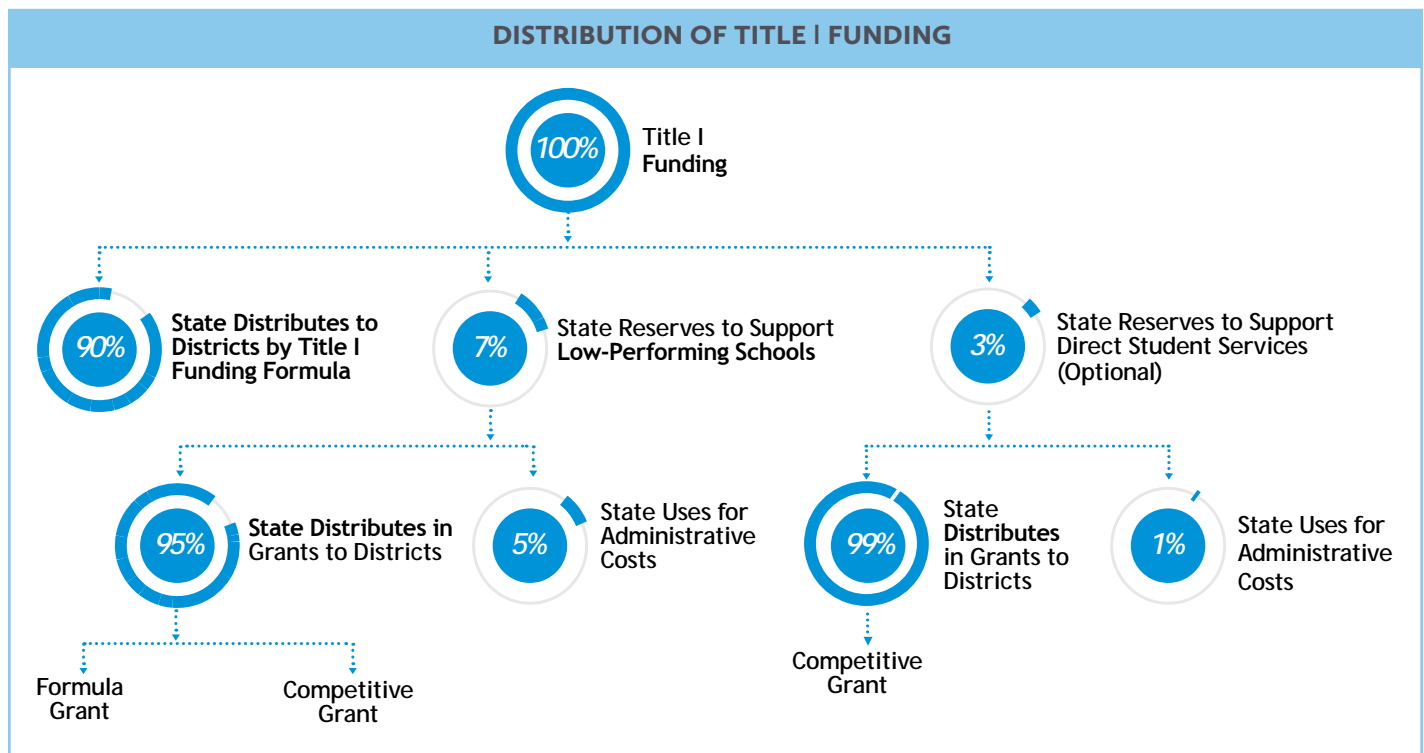 DISTRIBUTION OF TITLE I FUNDING
100%
Title I
Funding
90%
State Distributes to
Districts by Title I
Funding Formula
7%
State Reserves to Support
Low-Performing Schools
3%
State Reserves to Support
Direct Student Services
(Optional)
95%
State Distributes in
Grants to Districts
5%
State Uses for
Administrative
Costs
99%
State
Distributes
in Grants to
Districts
1%
State Uses for
Administrative
Costs
Formula
Grant
Competitive
Grant
Competitive
Grant